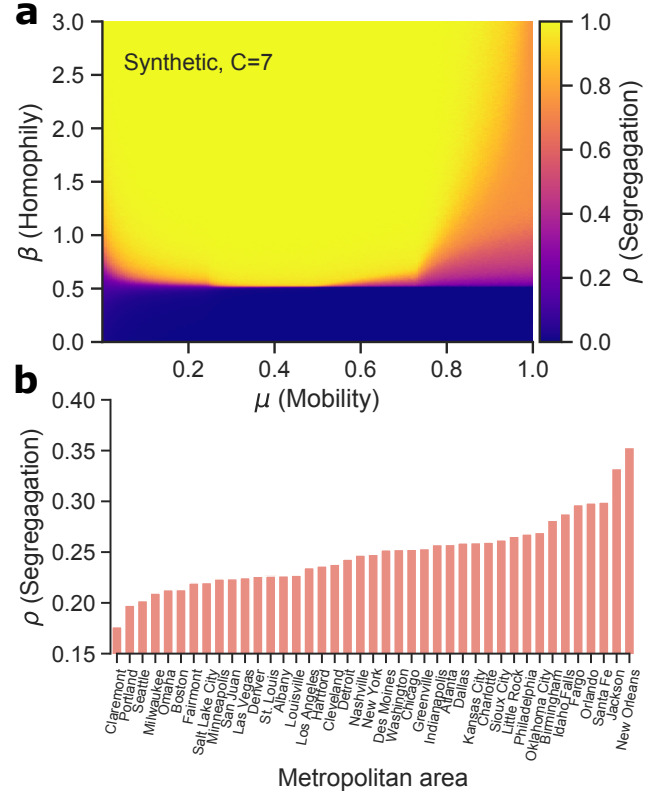 a
3.0
2.5
2.0
1.5
1.0
0.5
0.0
β (Homophily)
Synthetic, C=7
0.2
0.4
0.6
0.8
1.0
μ (Mobility)
1.0
0.8
0.6
0.4
0.2
0.0
ρ (Segregagation)
b
0.40
0.35
0.30
0.25
0.20
0.15
ρ (Segregagation)
Claremont
Portland
Seattle
Milwaukee
Omaha
Boston
Fairmont
Salt Lake City
Minneapolis
San Juan
Las Vegas
Denver
St. Louis
Albany
Louisville
Los Angeles
Hartford
Cleveland
Detroit
Nashville
New York
Des Moines
Washington
Chicago
Greenville
Indianapolis
Atlanta
Dallas
Kansas City
Charlotte
Sioux City
Little Rock
Philadelphia
Oklahoma City
Birmingham
Idaho Falls
Fargo
Orlando
Santa Fe
Jackson
New Orleans
Metropolitan area